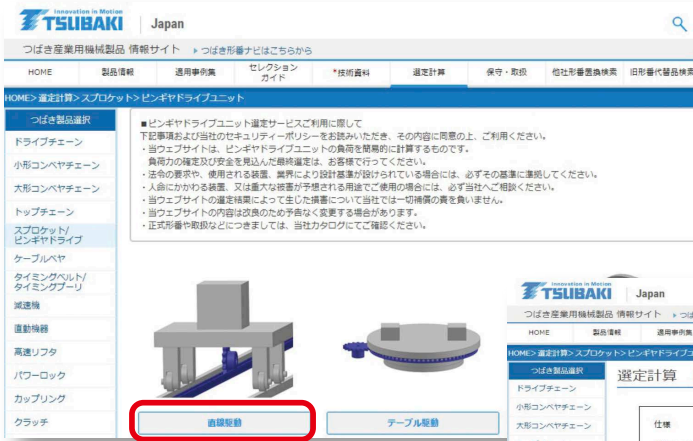 Innovation in Motion
TSUBAKI
Japan
つばき産業用機械製品 情報サイト
つばき形番ナビはこちらから
HOME
製品情報
適用事例集
セレクション
ガイド
*技術資料
選定計算
保守・取扱
他社形番置換検索
旧形番代替品検索
HOME> 選定計算> スプロケット> ピンギヤドライブユニット
つばき製品選択
ドライブチェーン
小形コンベヤチェーン
大形コンベヤチェーン
トップチェーン
スプロケット/
ピンギヤドライブ
ケーブルベヤ
タイミングベルト/
タイミングプーリ
減速機
直動機器
高速リフタ
パワーロック
カップリング
クラッチ
■ピンギヤドライブユニット選定サービスご利用に際して
下記事項および当社のセキュリティーポリシーをお読みいただき、その内容に同意の上、ご利用ください。
・当ウェブサイトは、ピンギヤドライブユニットの負荷を簡易的に計算するものです。
負荷力の確定及び安全を見込んだ最終選定は、お客様で行ってください。
・法令の要求や、使用される装置、業界により設計基準が設けられている場合には、必ずその基準に準拠してください。
・人命にかかわる装置、又は重大な被害が予想される用途でご使用の場合には、必ず当社へご相談ください。
・当ウェブサイトの選定結果によって生じた損害について当社では一切補償の責を負いません。
・当ウェブサイトの内容は改良のため予告なく変更する場合があります。
・正式形番や取扱などにつきましては、当社カタログにてご確認ください。
直線駆動
テーブル駆動
Innovation in Motion
TSUBAKI
Japan
つばき産業用機械製品 情報サイト
つば
HOME
製品情報
適用事例集
HOME> 選定計算> スプロケット> ピンギヤドライブユ
つばき製品選択
ドライブチェーン
小形コンベヤチェーン
大形コンベヤチェーン
選定計算
仕様